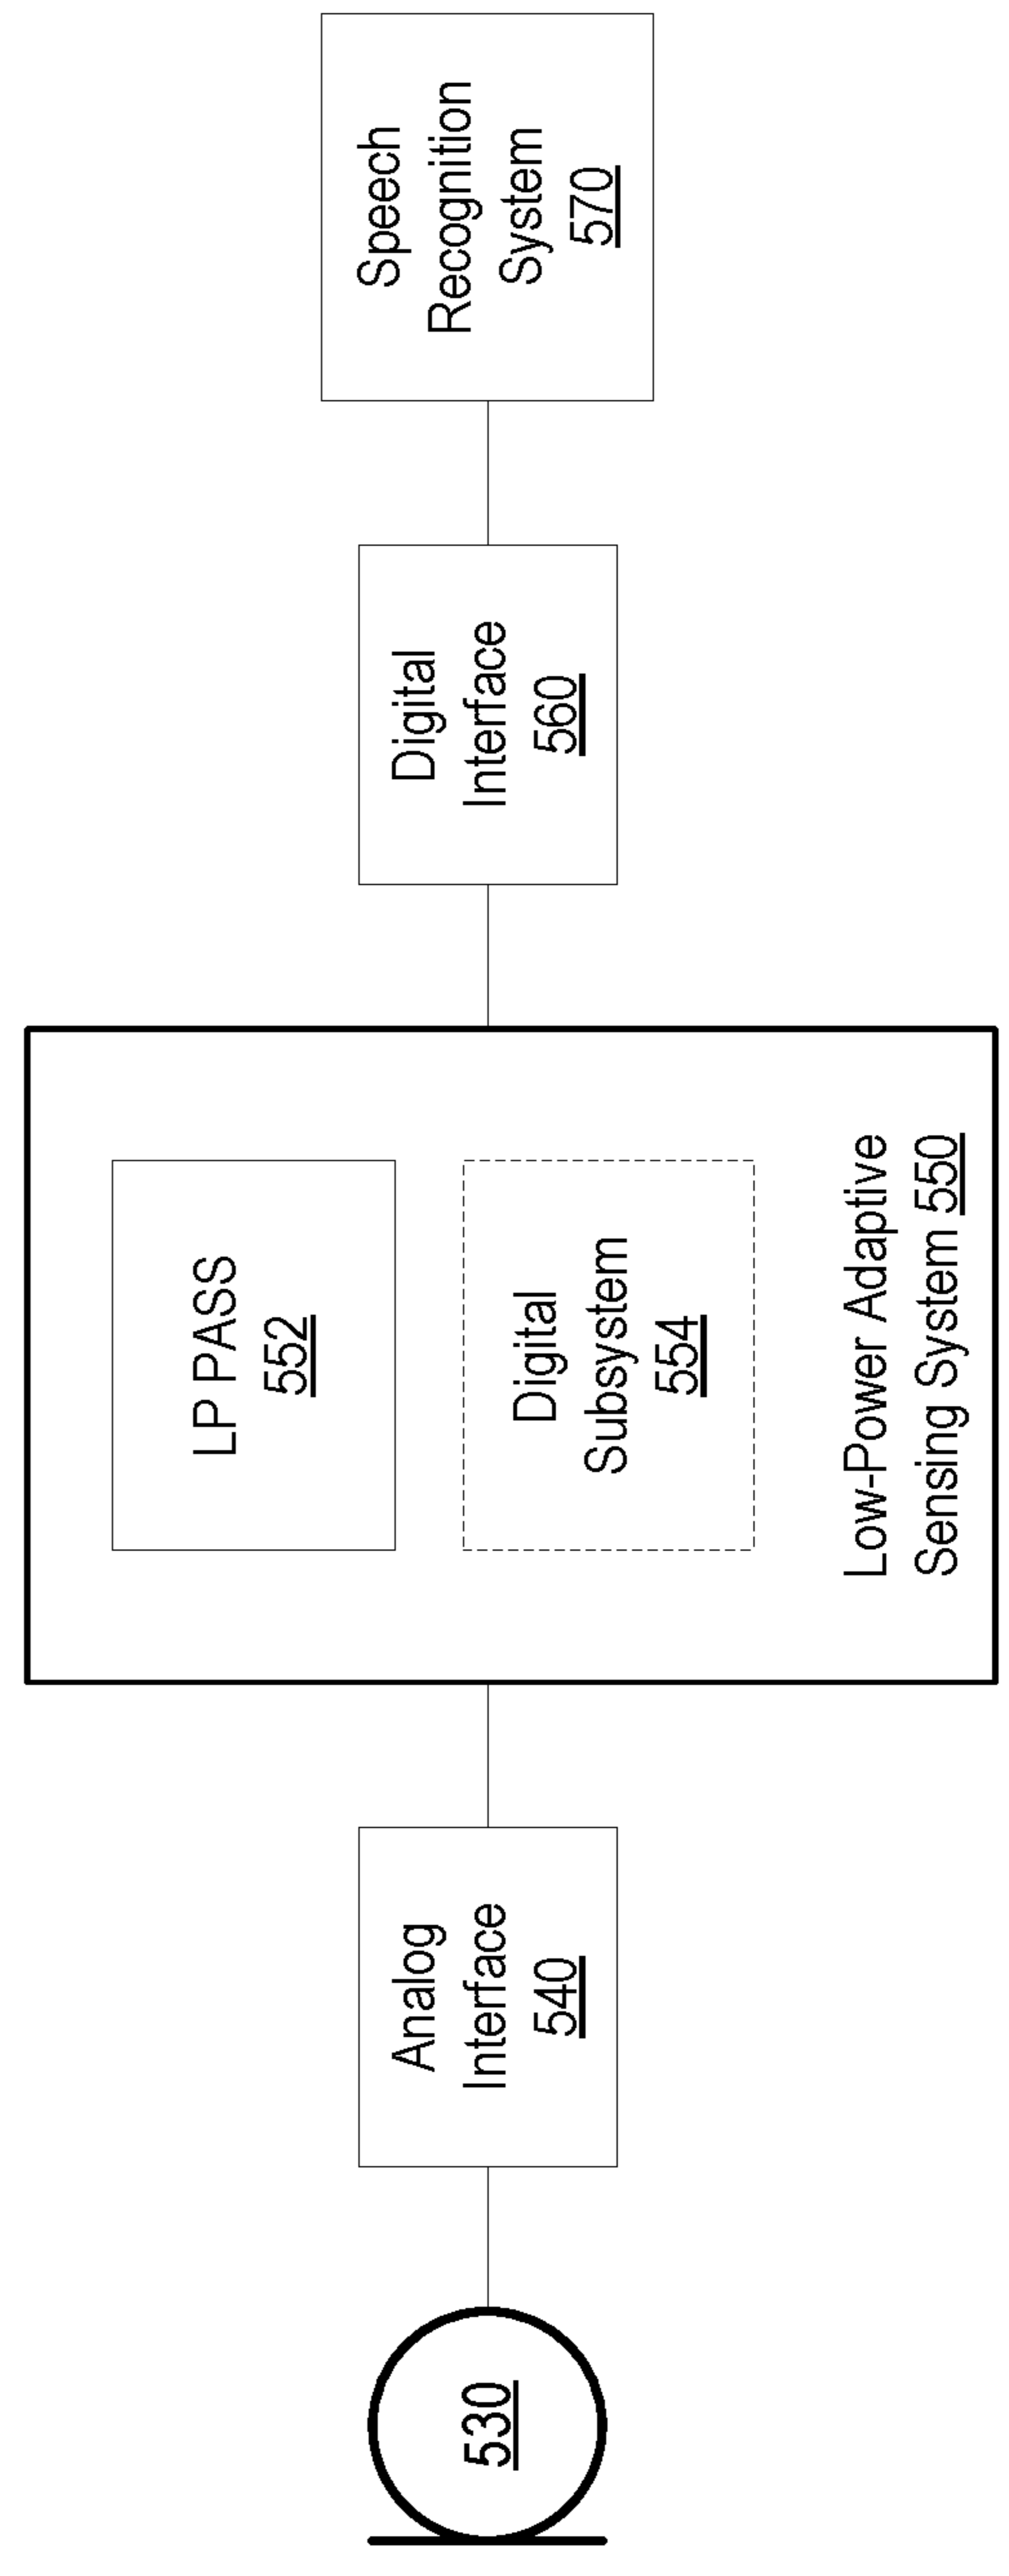 530
Analog
Interface
540
LP PASS
552
Digital
Subsystem
554
Low-Power Adaptive
Sensing System 550
Digital
Interface
560
Speech
Recognition
System
570